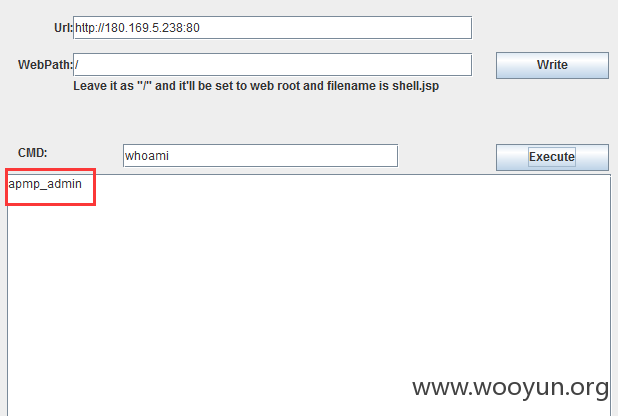 Url: http://180.169.5.238:80
WebPath: / Write
Leave it as "/" and it'll be set to web root and filename is shell.jsp
CMD: whoami Execute
apmp_admin
www.wooyun.org